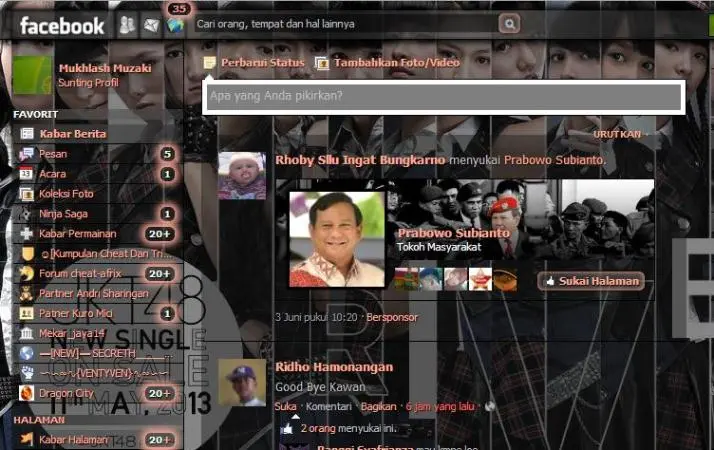 35
facebook
Cari orang, tempat dan hal lainnya
Mukhlash Muzaki
Sunting Profil
Perbarui Status
Tambahkan Foto/Video
Apa yang Anda pikirkan?
FAVORIT
Kabar Berita
Pesan 5
Acara 1
Koleksi Foto
Ninja Saga 1
Kabar Permainan 20+
[Kumpulan Cheat Dan Tri...
Forum cheat-afrix 20+
Partner Andri Sharingan
Patner Kuro Mici 1
Mekar_jaya14
—[NEW]—SECRETH
{VENTYVEN}
Dragon City 20+
HALAMAN
Kabar Halaman 20+
URUTKAN
Rhoby Sllu Ingat Bungkarno menyukai Prabowo Subianto.
Prabowo Subianto
Tokoh Masyarakat
Sukai Halaman
3 Juni pukul 10:20 · Bersponsor
Ridho Hamonangan
Good Bye Kawan
Suka · Komentari · Bagikan · 6 jam yang lalu ·
2 orang menyukai ini.
JKT48
NEW SINGLE
ON SALE
11th MAY, 2013
JKT48